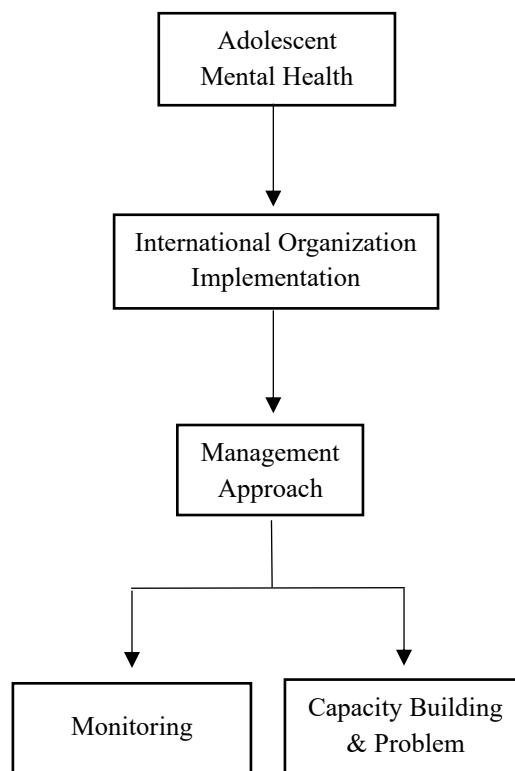 Adolescent
Mental Health
International Organization
Implementation
Management
Approach
Monitoring
Capacity Building
& Problem